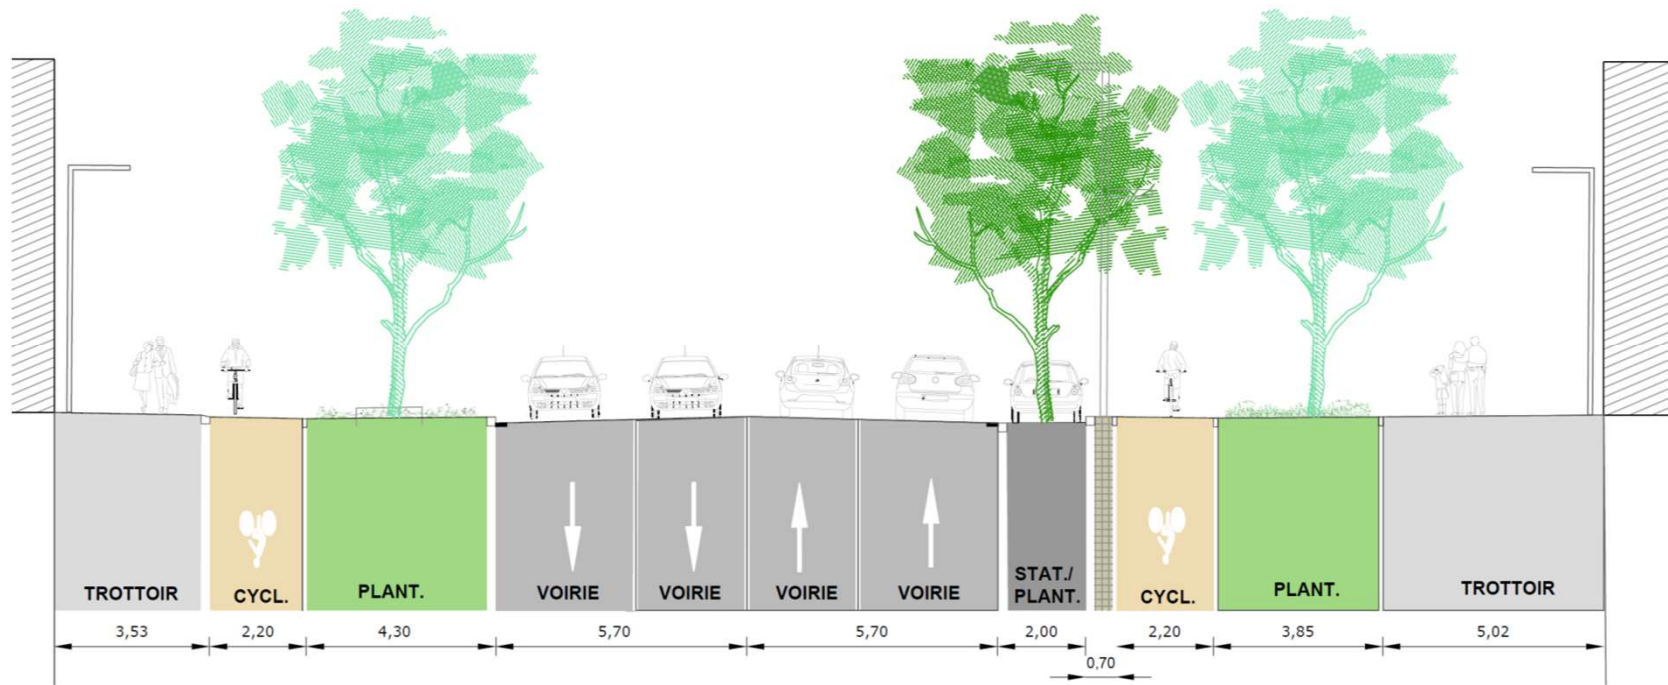 TROTTOIR
CYCL.
PLANT.
VOIRIE
VOIRIE
VOIRIE
VOIRIE
STAT./
PLANT.
CYCL.
PLANT.
TROTTOIR
3,53
2,20
4,30
5,70
5,70
2,00
0,70
2,20
3,85
5,02